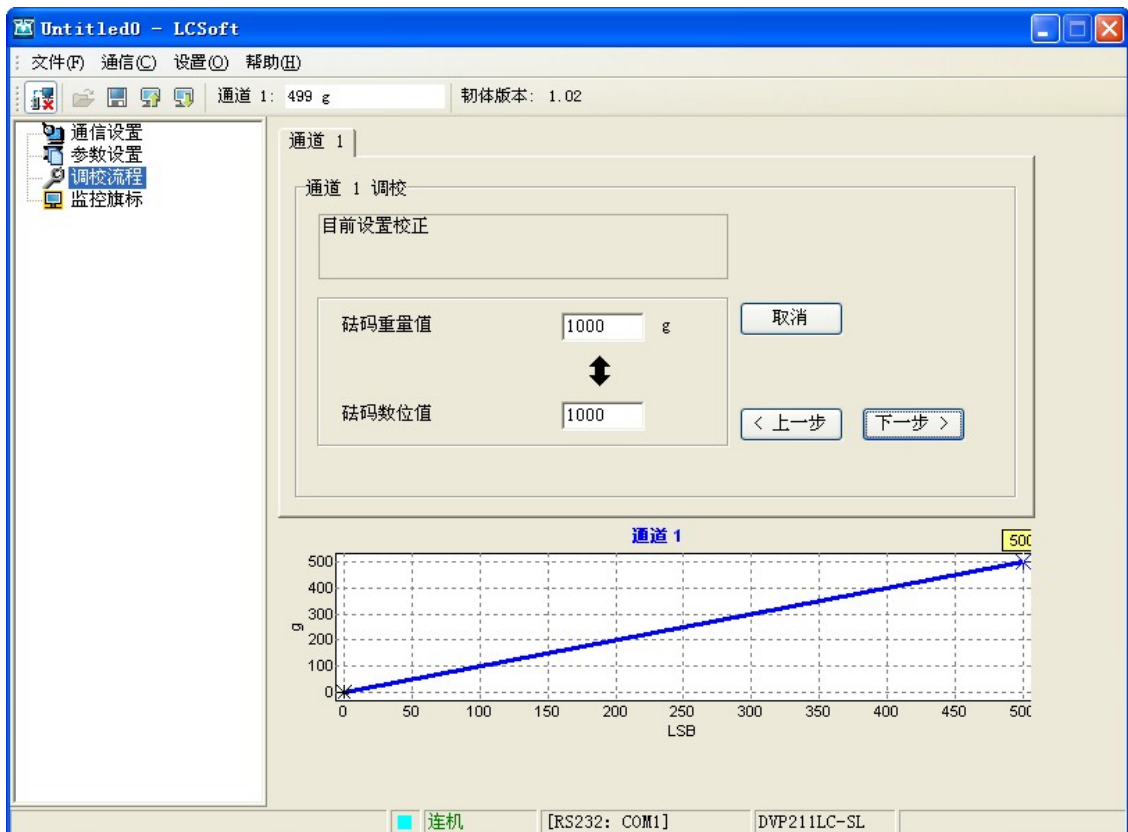 Untitled0 - LCSoft
文件(F) 通信(C) 设置(O) 帮助(H)
通道 1: 499 g 韧体版本: 1.02
通信设置
参数设置
调校流程
监控旗标
通道 1
通道 1 调校
目前设置校正
砝码重量值 1000 g
取消
砝码数位值 1000
< 上一步 下一步 >
通道 1
500
500
400
300
200
100
0
g
0 50 100 150 200 250 300 350 400 450 500
LSB
连机 [RS232: COM1] DVP211LC-SL